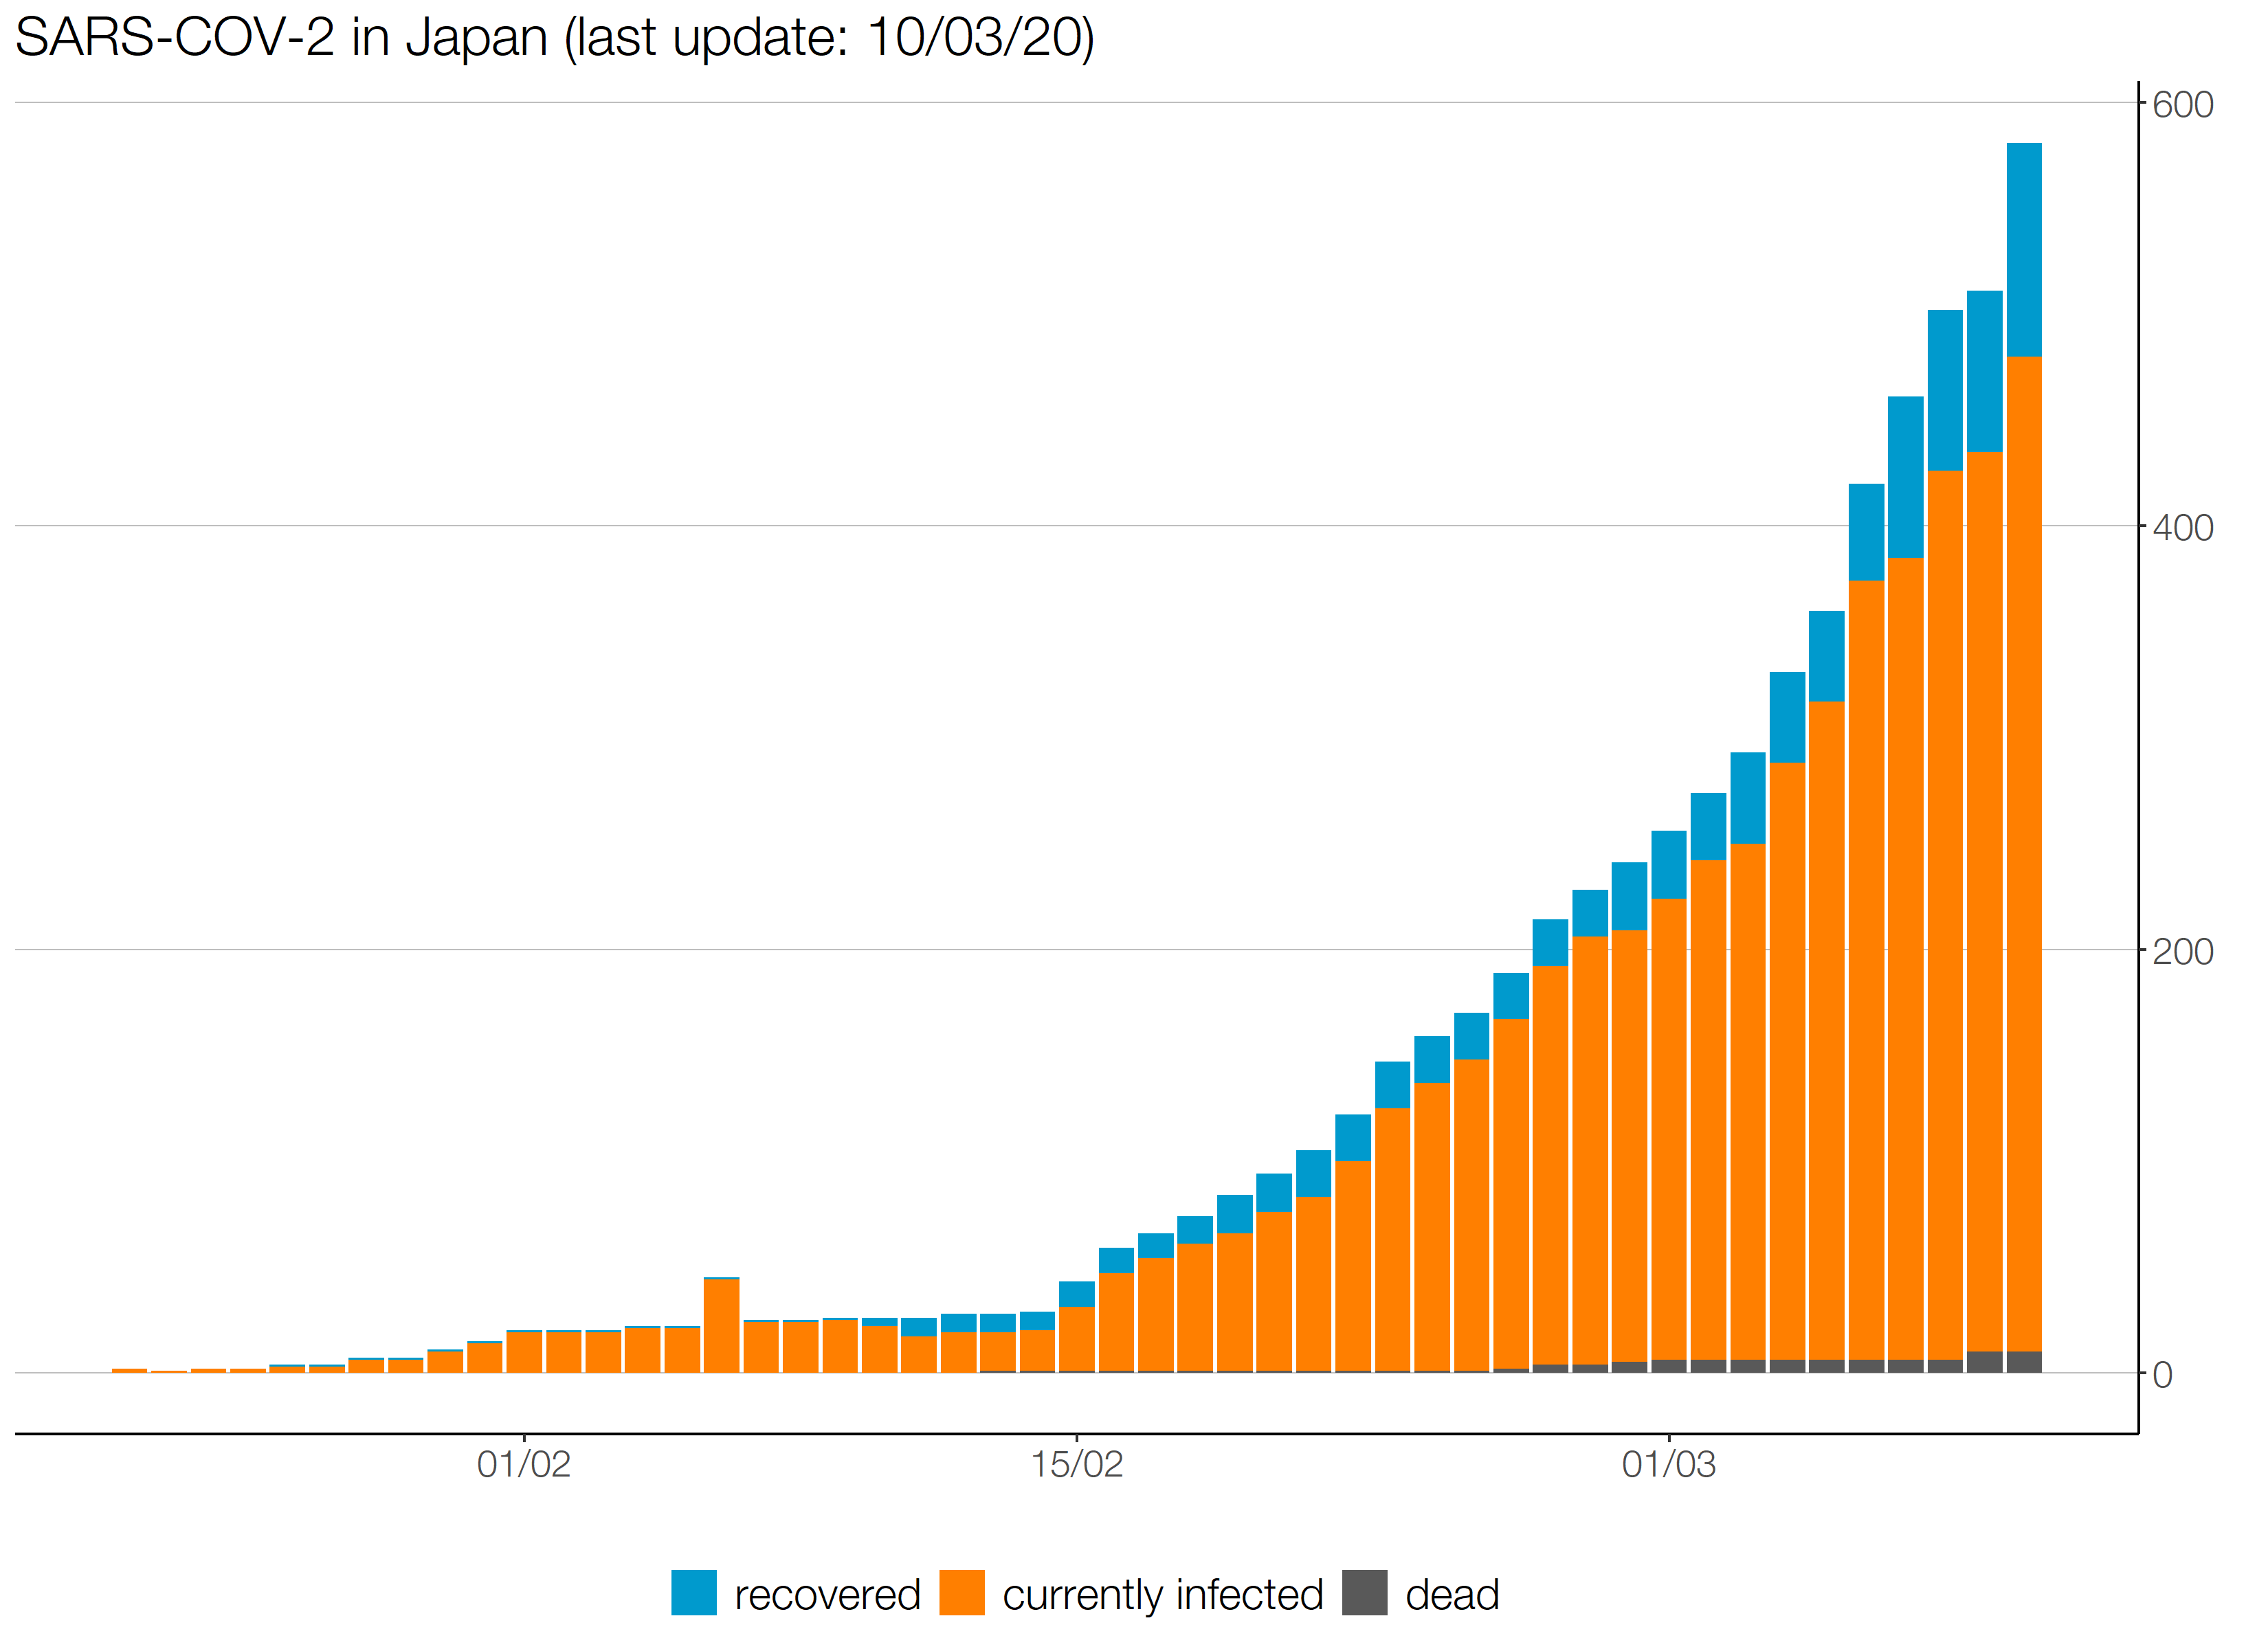 SARS-COV-2 in Japan (last update: 10/03/20)
600
400
200
0
01/02 15/02 01/03
recovered currently infected dead